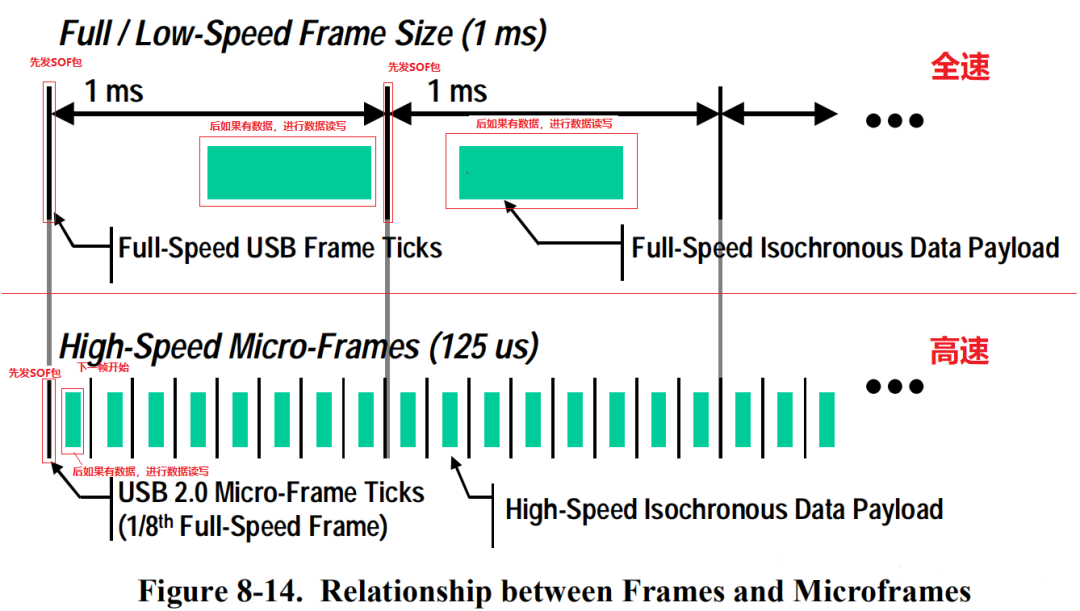 Full / Low-Speed Frame Size (1 ms)
先发SOF包
先发SOF包
全速
1 ms
1 ms
后如果有数据，进行数据读写
后如果有数据，进行数据读写
Full-Speed USB Frame Ticks
Full-Speed Isochronous Data Payload
High-Speed Micro-Frames (125 us)
高速
先发SOF包
下一帧开始
后如果有数据，进行数据读写
USB 2.0 Micro-Frame Ticks
(1/8th Full-Speed Frame)
High-Speed Isochronous Data Payload
Figure 8-14. Relationship between Frames and Microframes